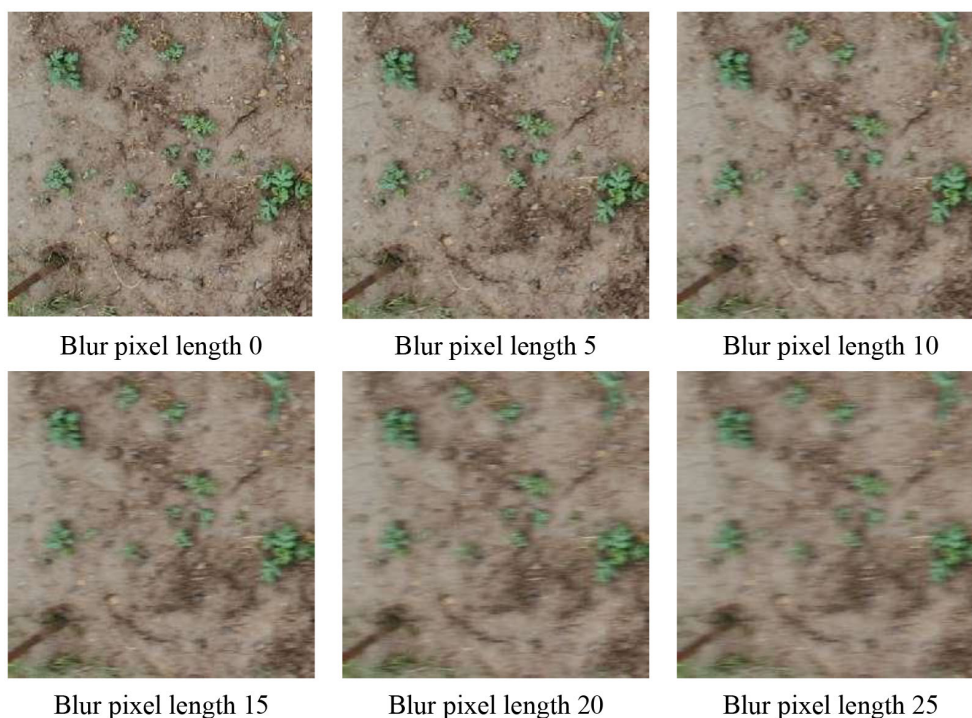 Blur pixel length 0
Blur pixel length 5
Blur pixel length 10
Blur pixel length 15
Blur pixel length 20
Blur pixel length 25